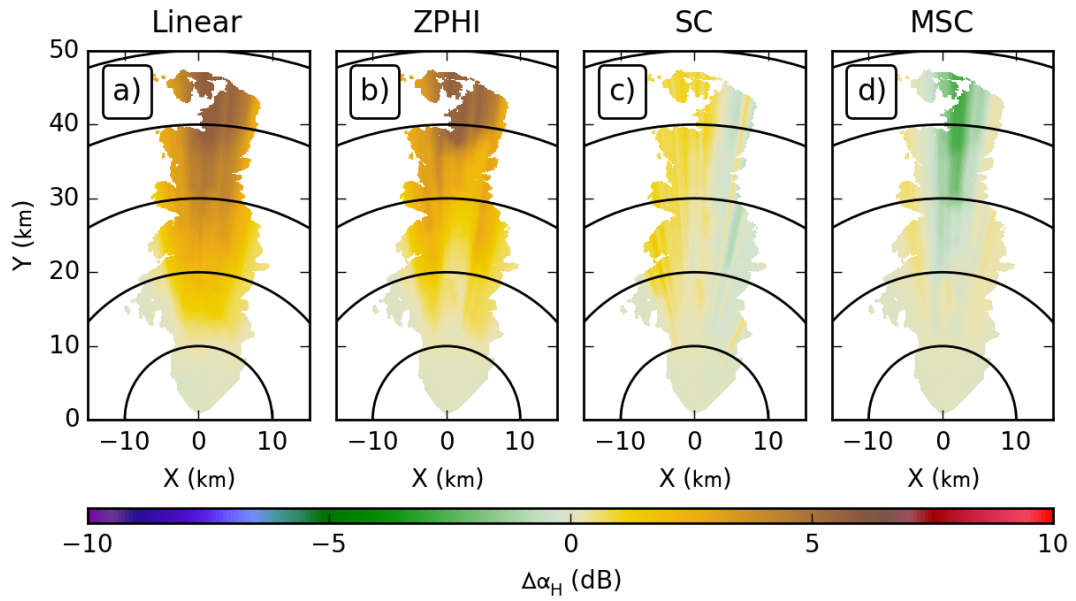 Linear ZPHI SC MSC
a) b) c) d)
50
40
30
20
10
0
Y (km)
−10 0 10 −10 0 10 −10 0 10 −10 0 10
X (km) X (km) X (km) X (km)
−10 −5 0 5 10
Δα_H (dB)